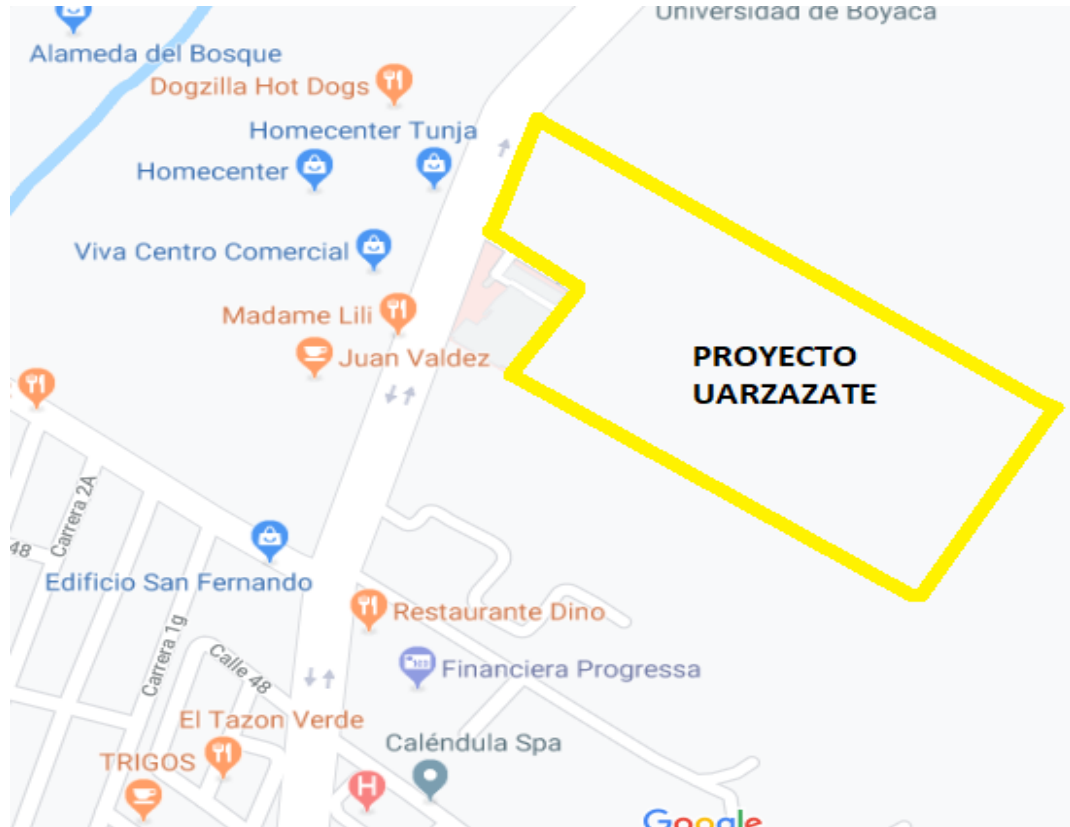 Universidad de Boyacá
Alameda del Bosque
Dogzilla Hot Dogs
Homecenter Tunja
Homecenter
Viva Centro Comercial
Madame Lili
Juan Valdez
PROYECTO
UARZAZATE
Carrera 2A
48
Edificio San Fernando
Restaurante Dino
Carrera 1g
Calle 48
Financiera Progressa
El Tazon Verde
Caléndula Spa
TRIGOS
H
Google